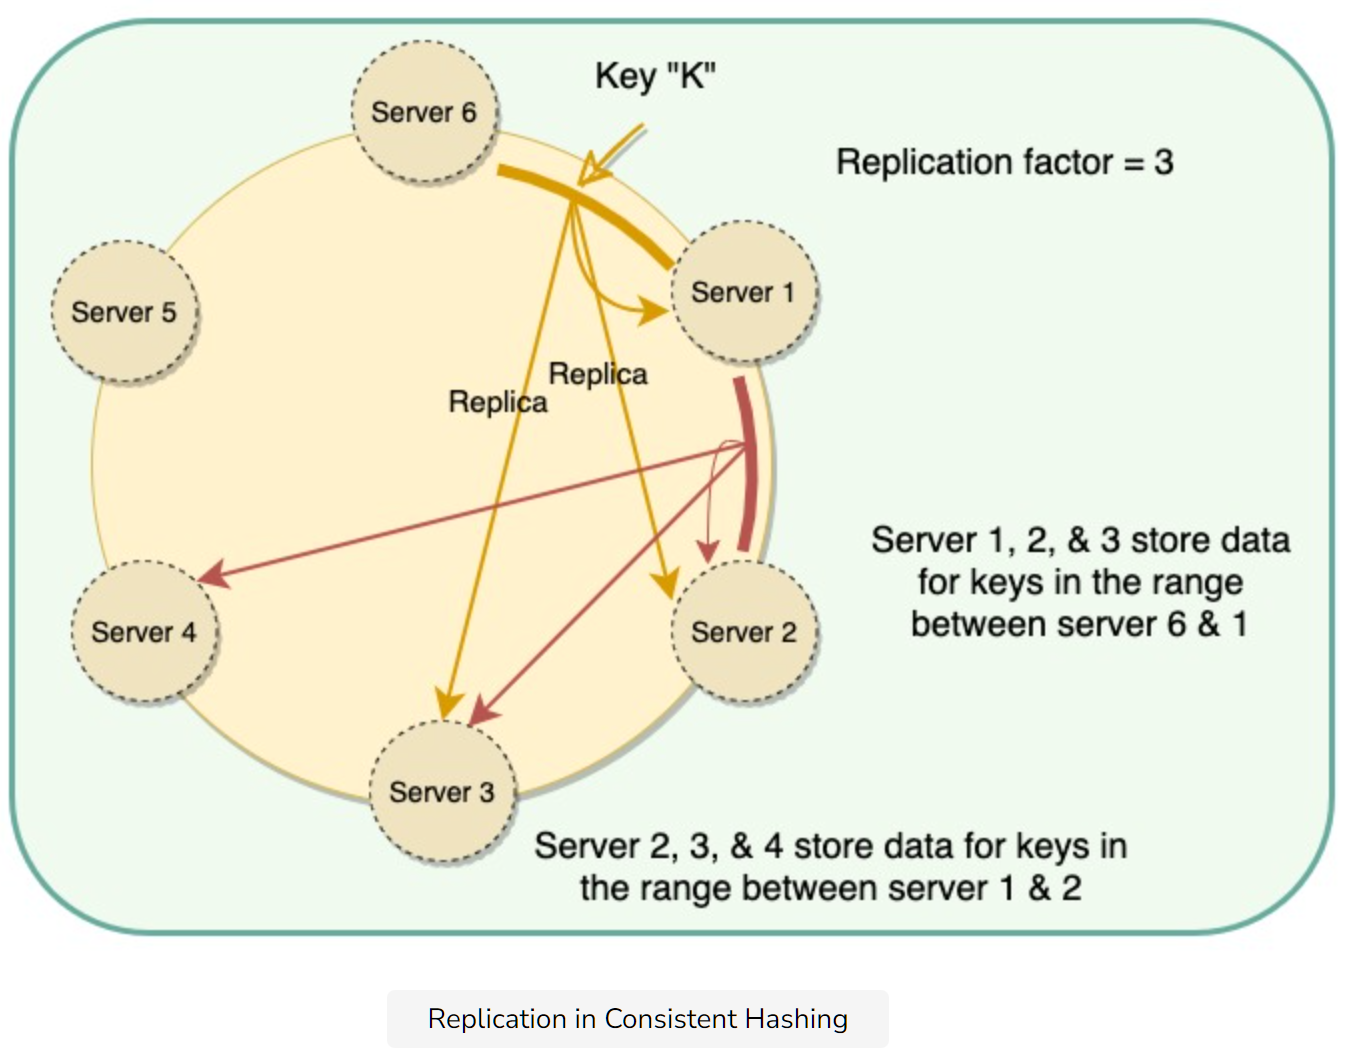 Key "K"
Server 6
Replication factor = 3
Server 1
Server 5
Replica
Replica
Server 1, 2, & 3 store data
for keys in the range
between server 6 & 1
Server 4
Server 2
Server 3
Server 2, 3, & 4 store data for keys in
the range between server 1 & 2
Replication in Consistent Hashing